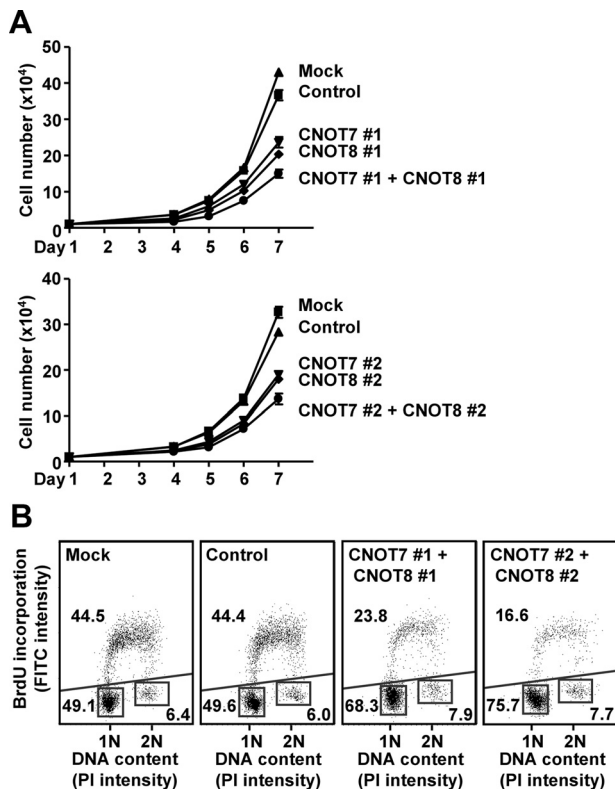 A
Cell number (x10⁴)
50
40
30
20
10
0
Mock
Control
CNOT7 #1
CNOT8 #1
CNOT7 #1 + CNOT8 #1
Day 1 2 3 4 5 6 7
Cell number (x10⁴)
40
30
20
10
0
Mock
Control
CNOT7 #2
CNOT8 #2
CNOT7 #2 + CNOT8 #2
Day 1 2 3 4 5 6 7
B
BrdU incorporation
(FITC intensity)
Mock
44.5
49.1
6.4
1N 2N
DNA content
(PI intensity)
Control
44.4
49.6
6.0
1N 2N
DNA content
(PI intensity)
CNOT7 #1 +
CNOT8 #1
23.8
68.3
7.9
1N 2N
DNA content
(PI intensity)
CNOT7 #2 +
CNOT8 #2
16.6
75.7
7.7
1N 2N
DNA content
(PI intensity)